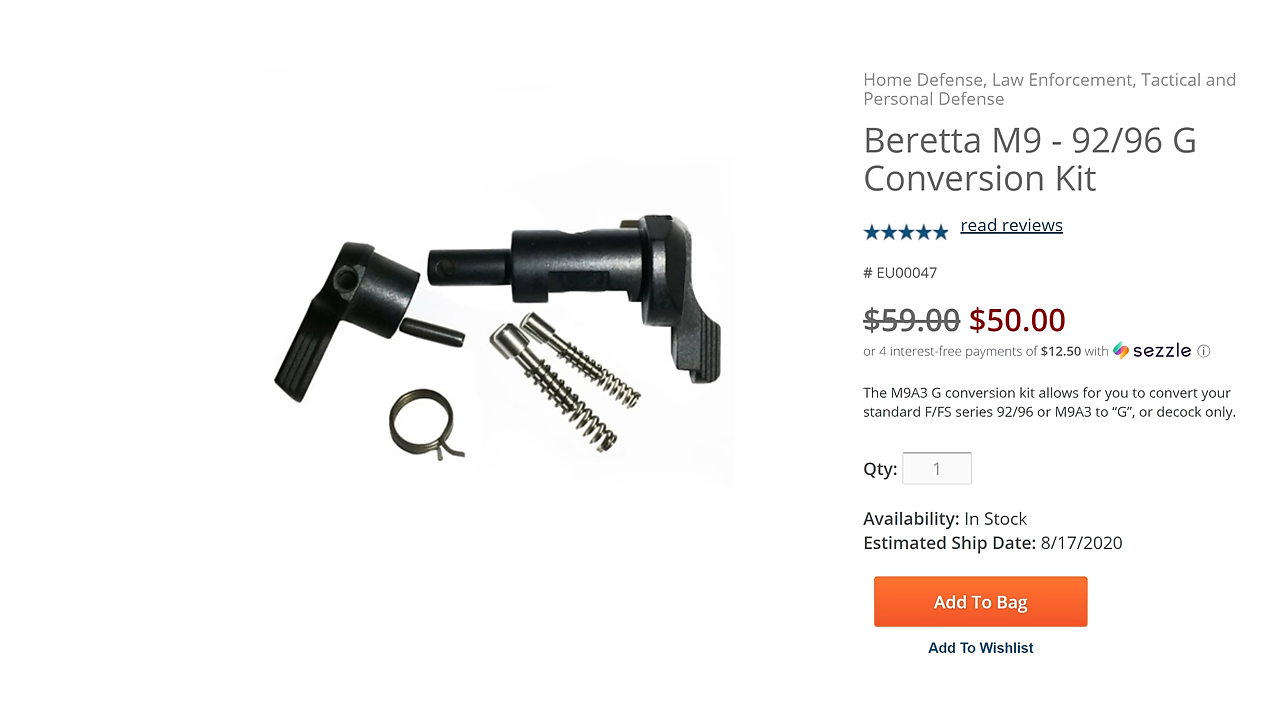 Home Defense, Law Enforcement, Tactical and
Personal Defense
Beretta M9 - 92/96 G
Conversion Kit
read reviews
# EU00047
$59.00 $50.00
or 4 interest-free payments of $12.50 with sezzle ⓘ
The M9A3 G conversion kit allows for you to convert your
standard F/FS series 92/96 or M9A3 to “G”, or decock only.
Qty: 1
Availability: In Stock
Estimated Ship Date: 8/17/2020
Add To Bag
Add To Wishlist